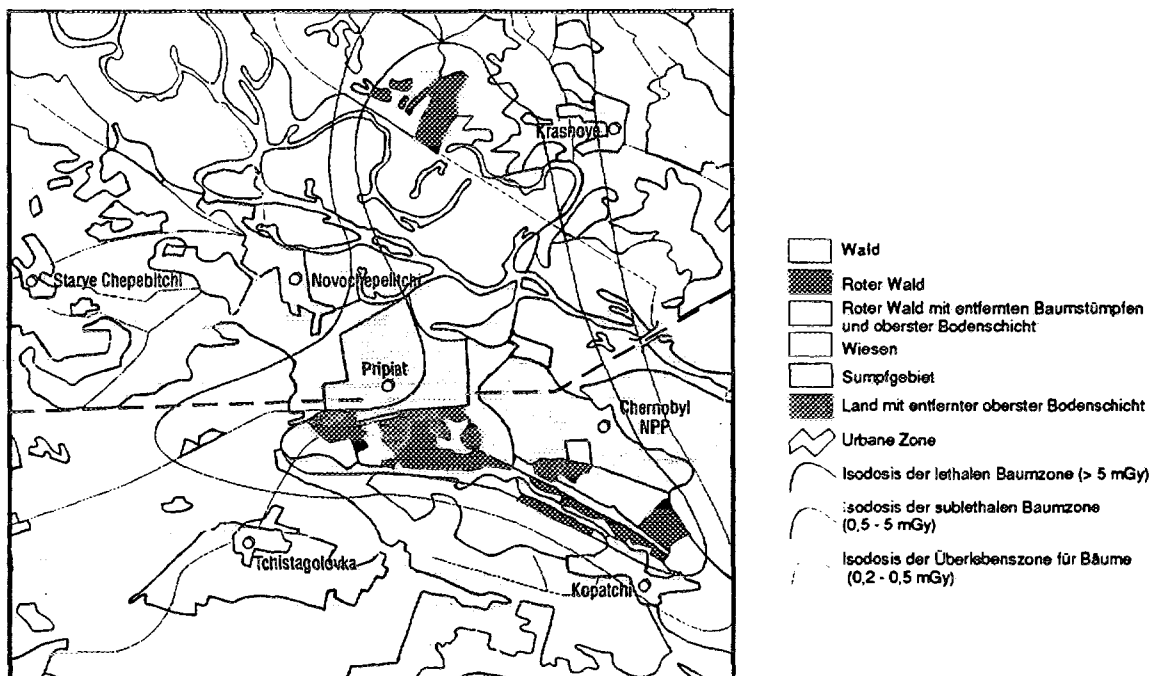 Krasnoye
Starye Chepebltchi
Novochepelltchi
Pripiat
Chernobyl
NPP
Tchistagolovka
Kopatchi
Wald
Roter Wald
Roter Wald mit entfernten Baumstümpfen
und oberster Bodenschicht
Wiesen
Sumpfgebiet
Land mit entfernter oberster Bodenschicht
Urbane Zone
Isodosis der lethalen Baumzone (> 5 mGy)
Isodosis der sublethalen Baumzone
(0,5 - 5 mGy)
Isodosis der Überlebenszone für Bäume
(0,2 - 0,5 mGy)